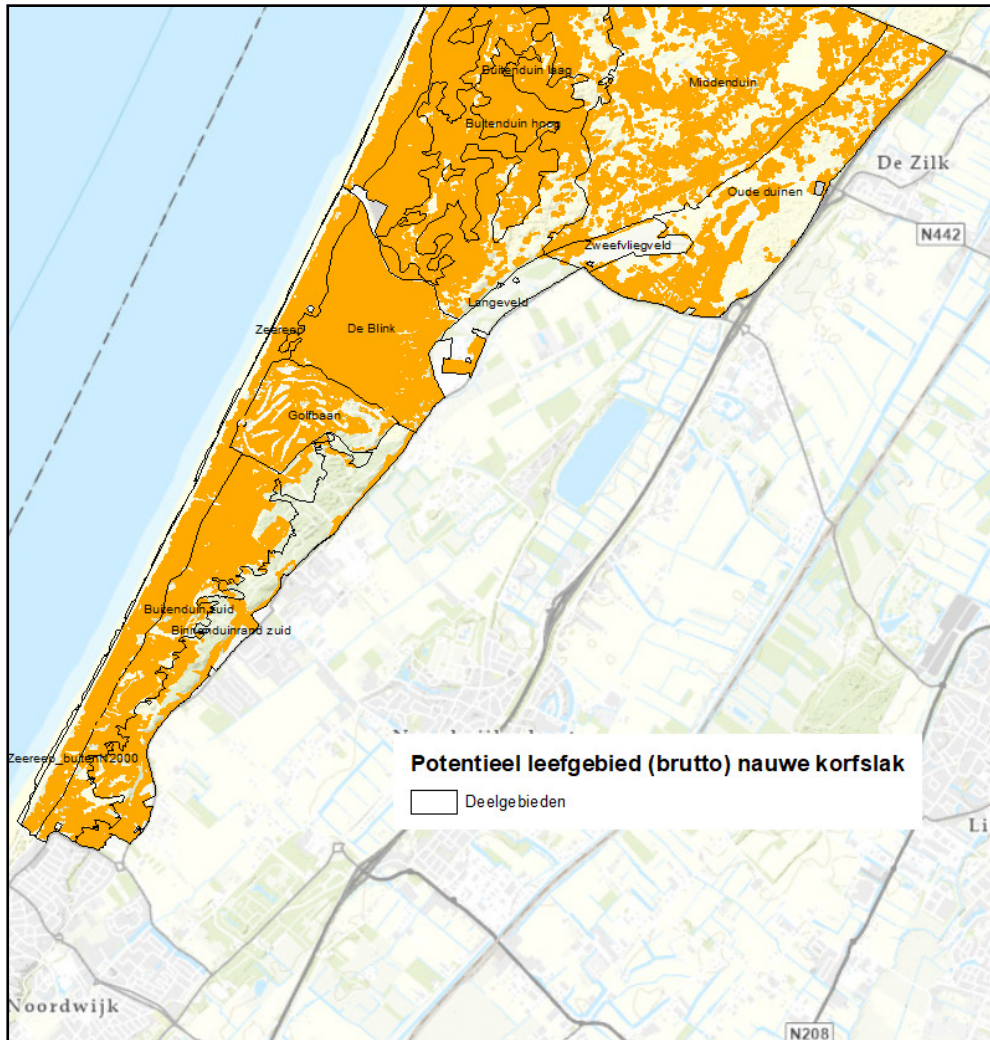 Buitenduin laag
Middenduin
Buitenduin hoog
De Zilk
Oude duinen
N442
Zweefvliegveld
Langeveld
Zeereep
De Blink
Golfbaan
Buitenduin zuid
Binnenduinrand zuid
Zeereep_buitenN2000
Potentieel leefgebied (brutto) nauwe korfslak
Deelgebieden
Li
Noordwijk
N208